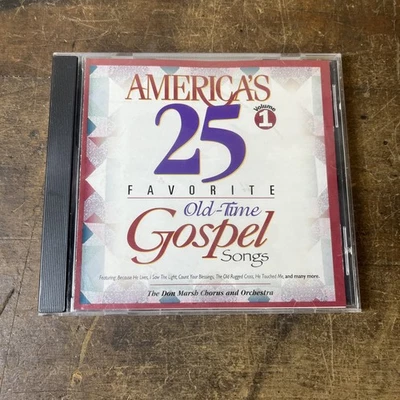 AMERICA'S
25
Volume
1
FAVORITE
Old-Time
Gospel
Songs
Featuring: Because He Lives, I Saw The Light, Count Your Blessings, The Old Rugged Cross, He Touched Me, and many more.
The Don Marsh Chorus and Orchestra